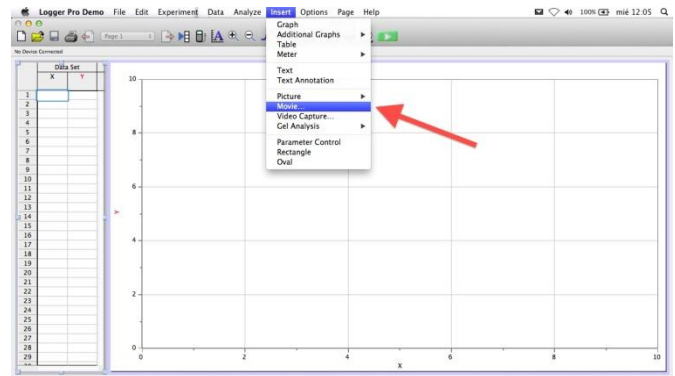 Logger Pro Demo File Edit Experiment Data Analyze Insert Options Page Help 100% mié 12:05
Page 1
No Device Connected
Graph
Additional Graphs
Table
Meter
Text
Text Annotation
Picture
Movie...
Video Capture...
Gel Analysis
Parameter Control
Rectangle
Oval
Data Set
X Y
1
2
3
4
5
6
7
8
9
10
11
12
13
14
15
16
17
18
19
20
21
22
23
24
25
26
27
28
29
10
8
6
Y
4
2
0
0 2 4 6 8 10
X